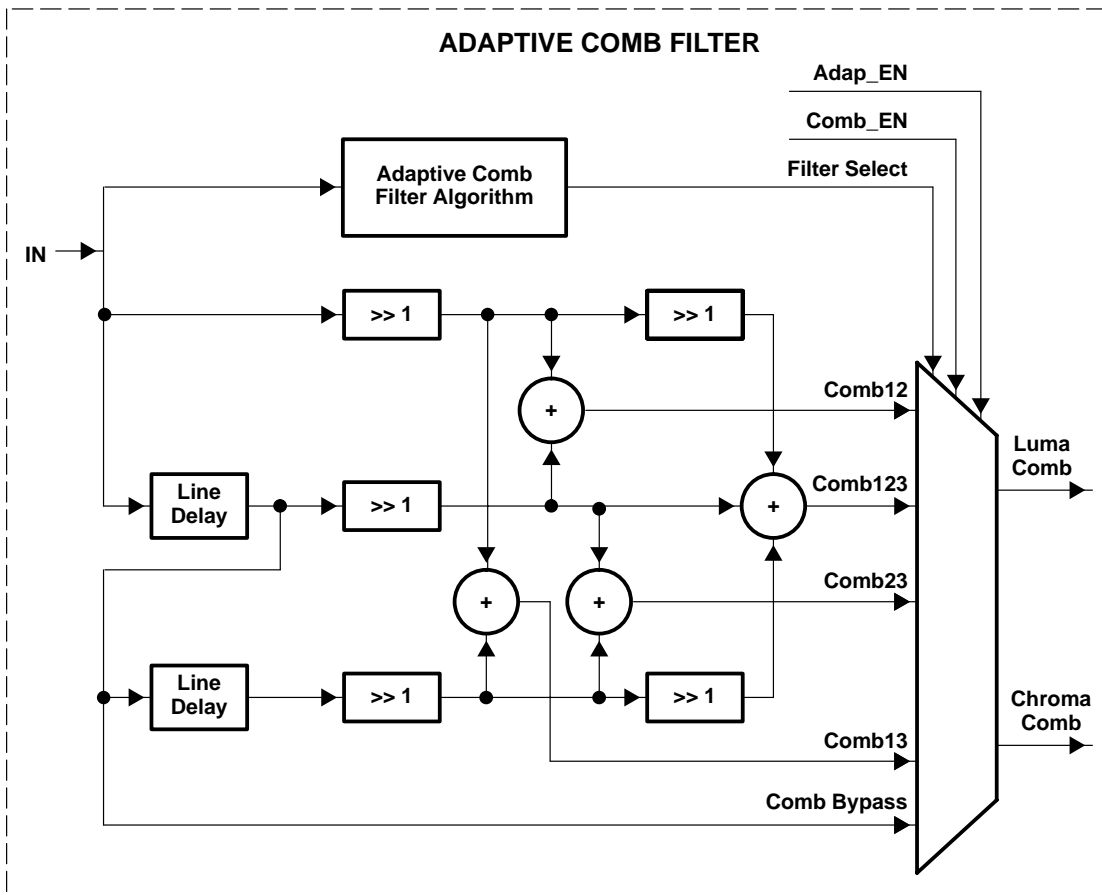 ADAPTIVE COMB FILTER
Adap_EN
Comb_EN
Filter Select
Adaptive Comb
Filter Algorithm
IN
>> 1
>> 1
+
Comb12
Line
Delay
>> 1
Comb123
+
Luma
Comb
+
+
Comb23
Line
Delay
>> 1
>> 1
Comb13
Chroma
Comb
Comb Bypass